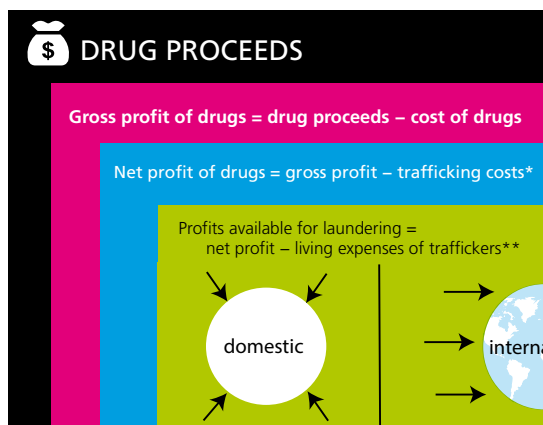 $
DRUG PROCEEDS
Gross profit of drugs = drug proceeds – cost of drugs
Net profit of drugs = gross profit – trafficking costs*
Profits available for laundering =
net profit – living expenses of traffickers**
domestic
interna